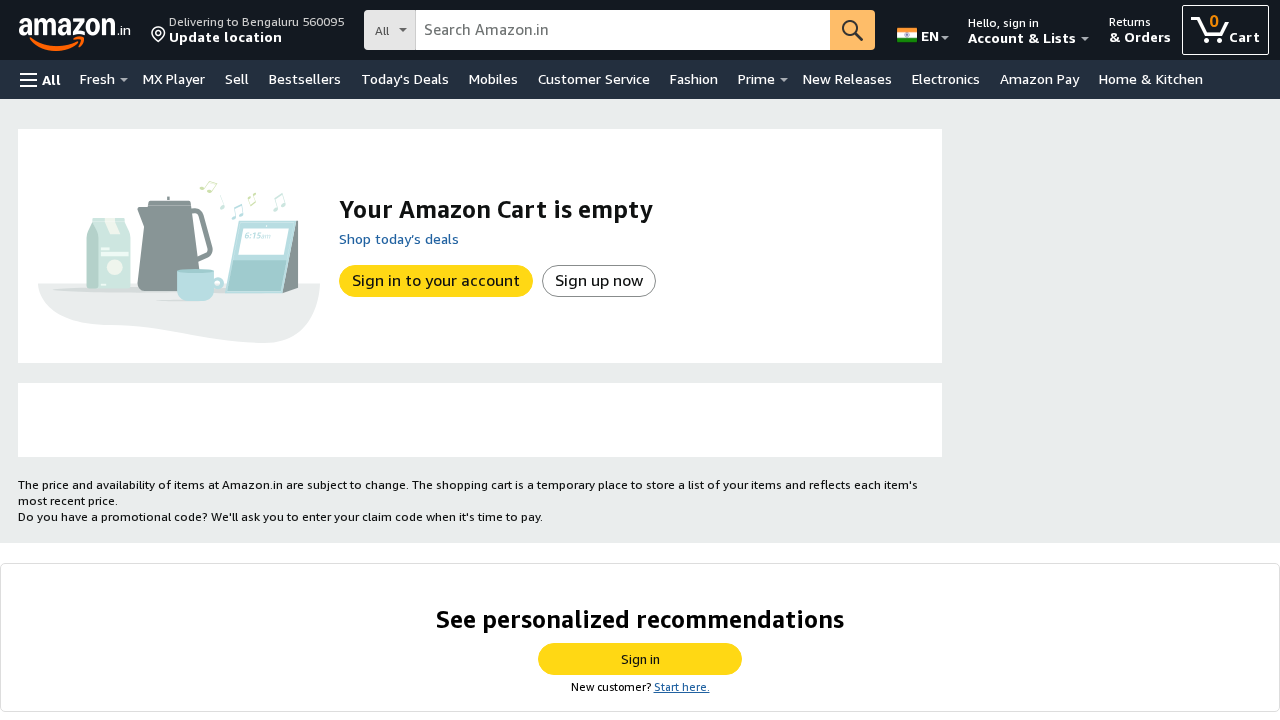 amazon.in
Delivering to Bengaluru 560095
Update location
All
Search Amazon.in
EN
Hello, sign in
Account & Lists
Returns
& Orders
0
Cart
All
Fresh
MX Player
Sell
Bestsellers
Today's Deals
Mobiles
Customer Service
Fashion
Prime
New Releases
Electronics
Amazon Pay
Home & Kitchen
6:15am
Your Amazon Cart is empty
Shop today's deals
Sign in to your account
Sign up now
The price and availability of items at Amazon.in are subject to change. The shopping cart is a temporary place to store a list of your items and reflects each item's
most recent price.
Do you have a promotional code? We'll ask you to enter your claim code when it's time to pay.
See personalized recommendations
Sign in
New customer? Start here.